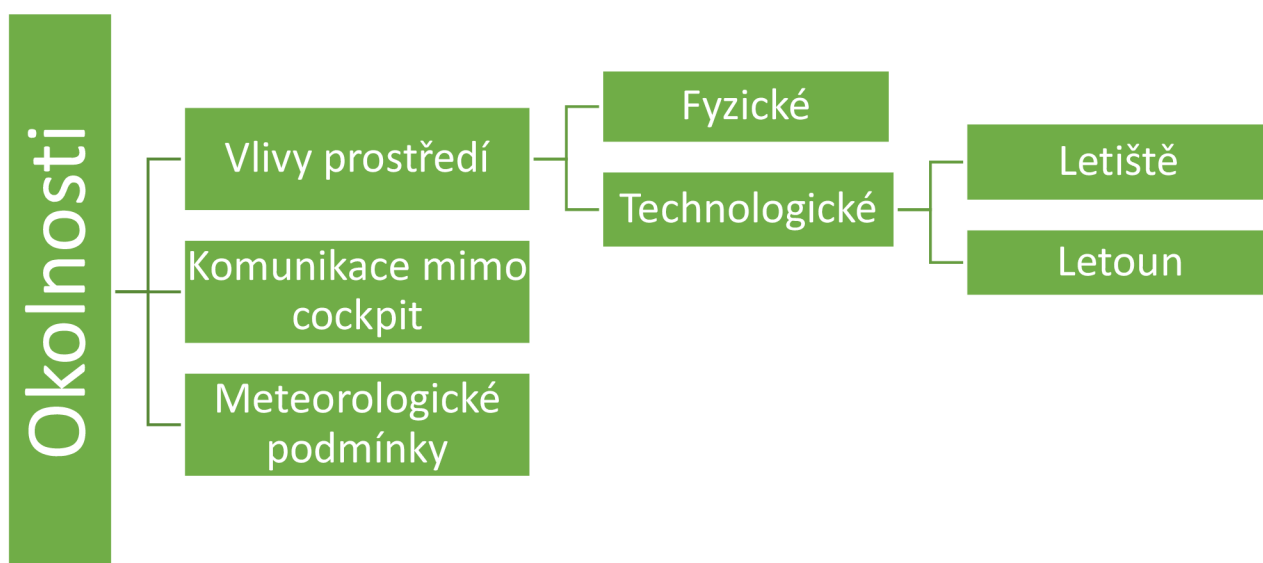 Okolnosti
Vlivy prostředí
Komunikace mimo
cockpit
Meteorologické
podmínky
Fyzické
Technologické
Letiště
Letoun